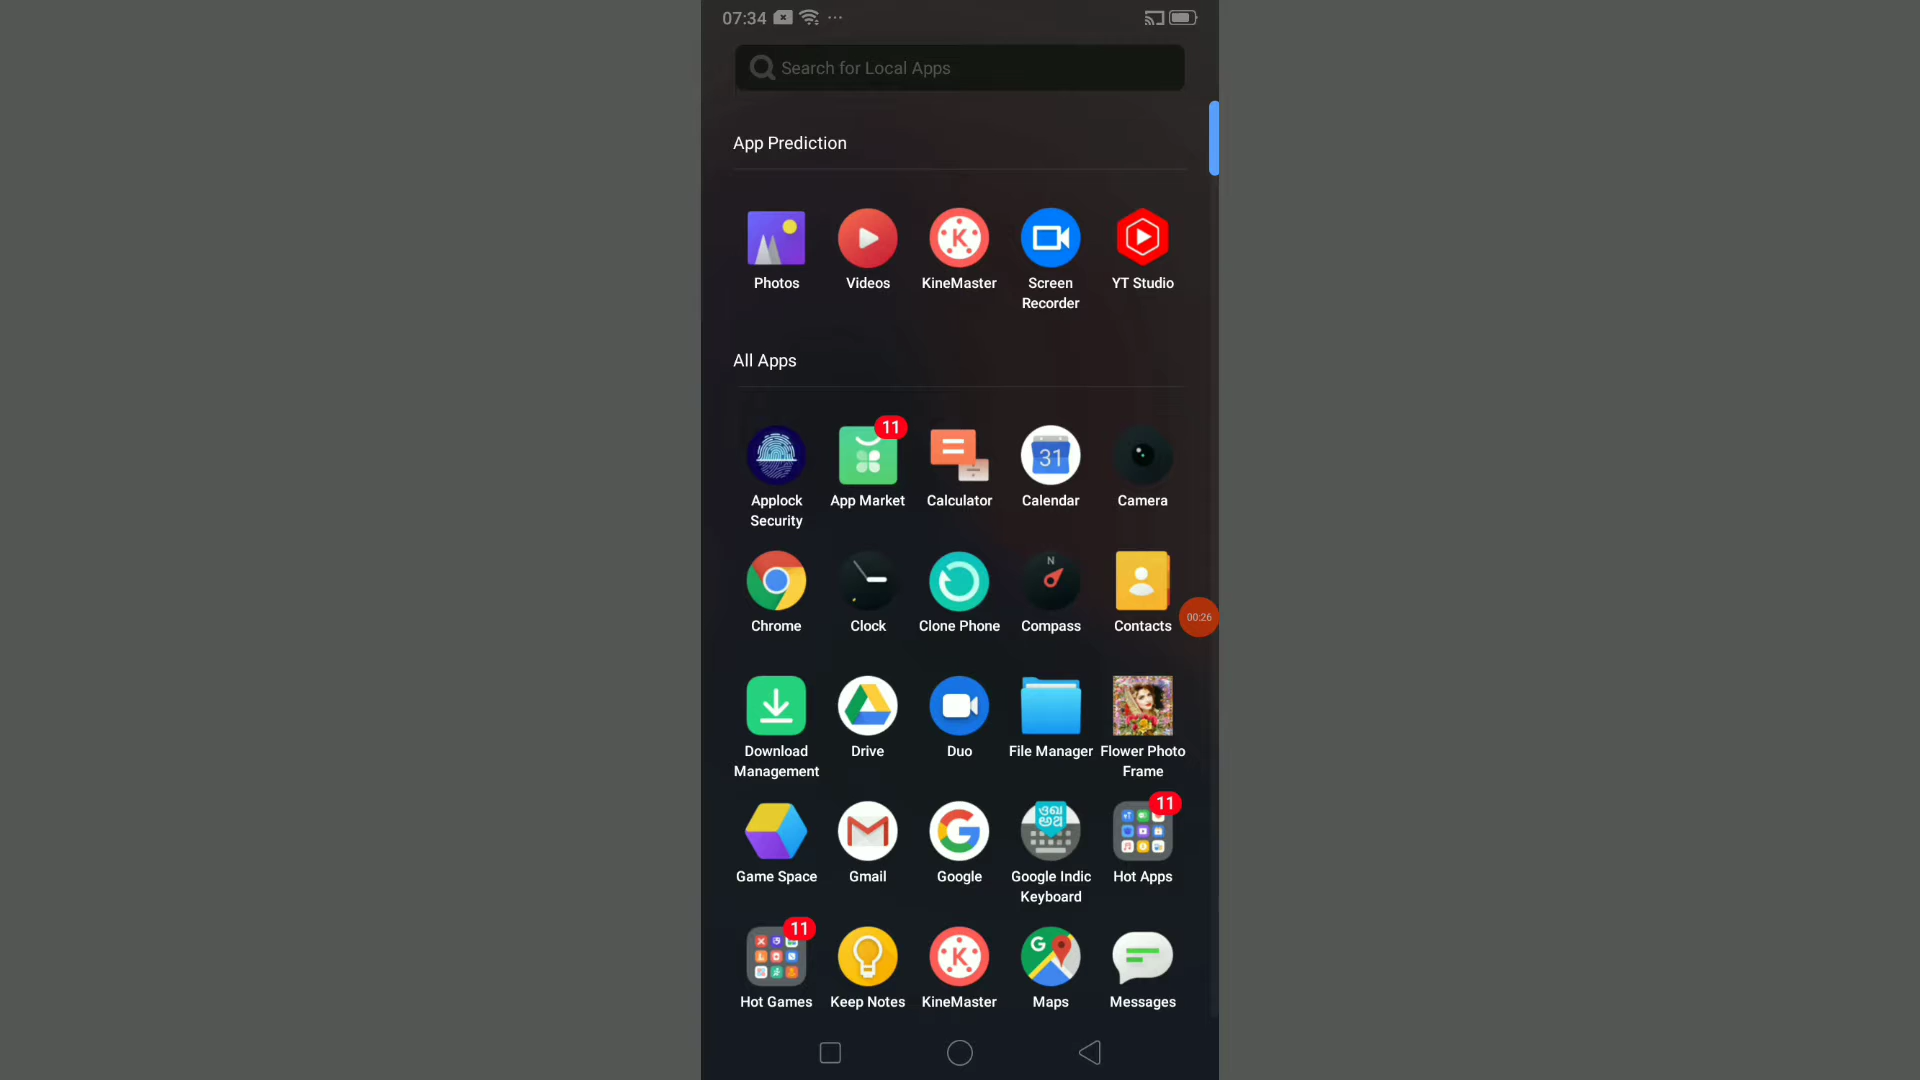 07:34
Search for Local Apps
App Prediction
Photos
Videos
KineMaster
Screen
Recorder
YT Studio
All Apps
Applock
Security
11
App Market
Calculator
31
Calendar
Camera
Chrome
Clock
Clone Phone
N
Compass
Contacts
00:26
Download
Management
Drive
Duo
File Manager
Flower Photo
Frame
Game Space
Gmail
Google
Google Indic
Keyboard
11
Hot Apps
11
Hot Games
Keep Notes
K
KineMaster
G
Maps
Messages